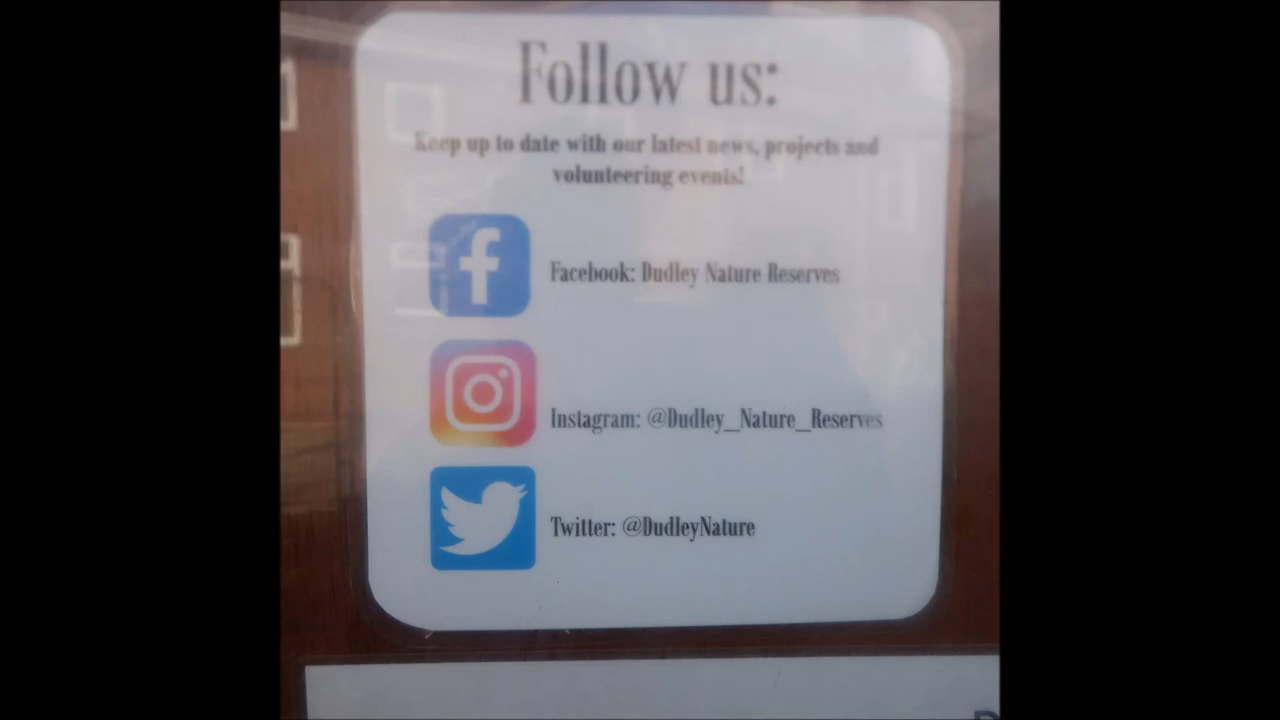 Follow us:
Keep up to date with our latest news, projects and
volunteering events!
Facebook: Dudley Nature Reserves
Instagram: @Dudley_Nature_Reserves
Twitter: @DudleyNature